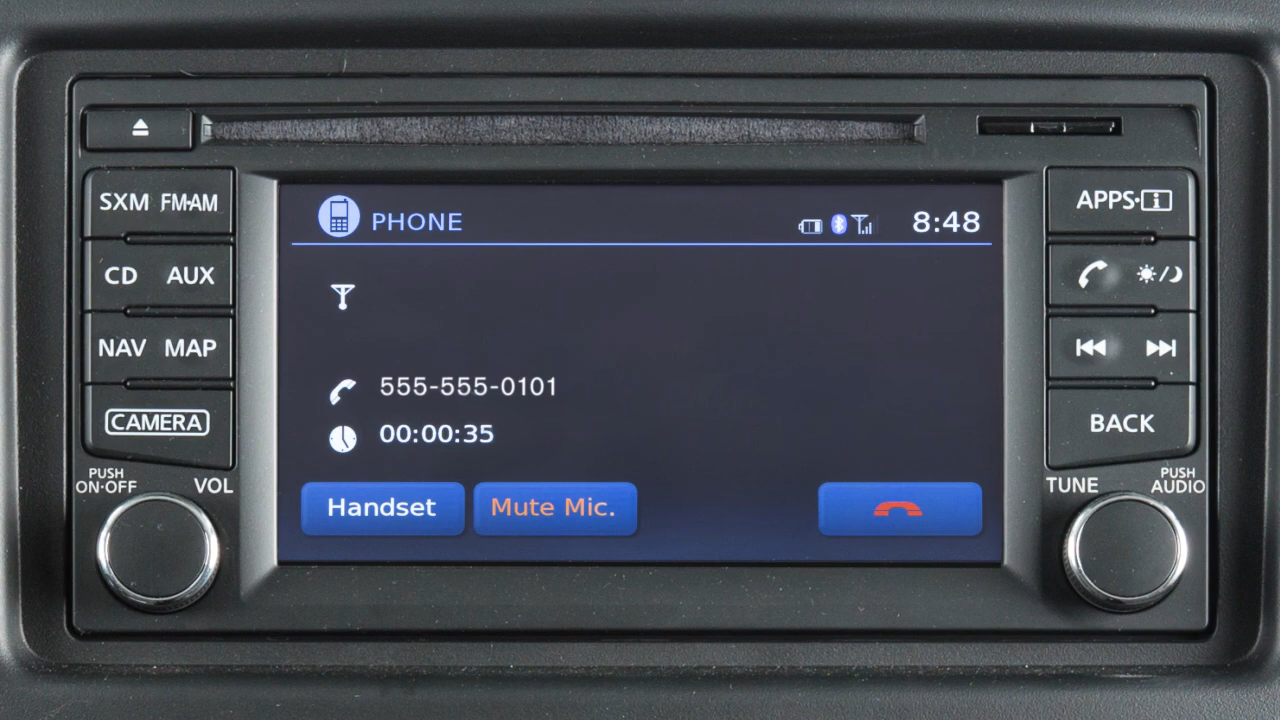 SXM FM·AM
CD AUX
NAV MAP
CAMERA
PUSH
ON·OFF
VOL
PHONE
8:48
555-555-0101
00:00:35
Handset
Mute Mic.
APPS·i
BACK
TUNE
PUSH
AUDIO